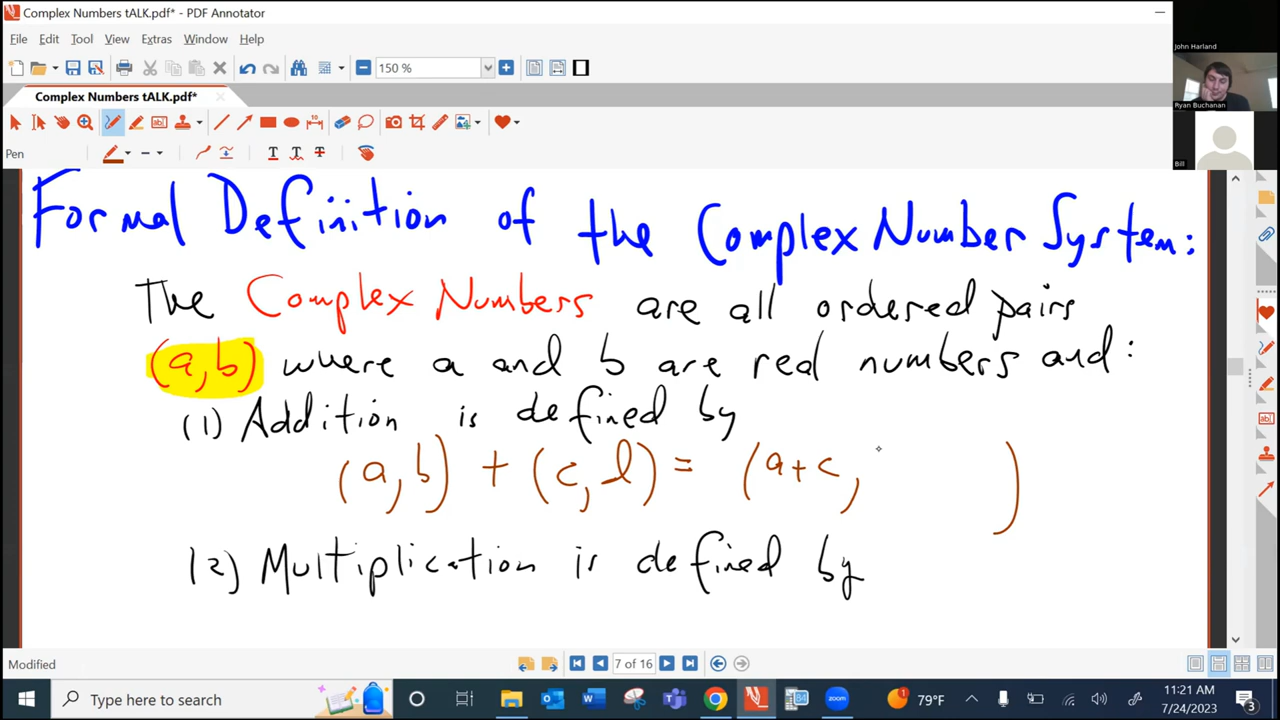 Complex Numbers tALK.pdf* - PDF Annotator
John Harland
File Edit Tool View Extras Window Help
150 %
Ryan Buchanan
Complex Numbers tALK.pdf*
Pen
T T T
Bill
Formal Definition of the Complex Number System:
The Complex Numbers are all ordered pairs
(a,b) where a and b are real numbers and:
(1) Addition is defined by
(a,b) + (c,d) = (a+c, )
(2) Multiplication is defined by
Modified
7 of 16
Type here to search
79°F
11:21 AM
7/24/2023
3